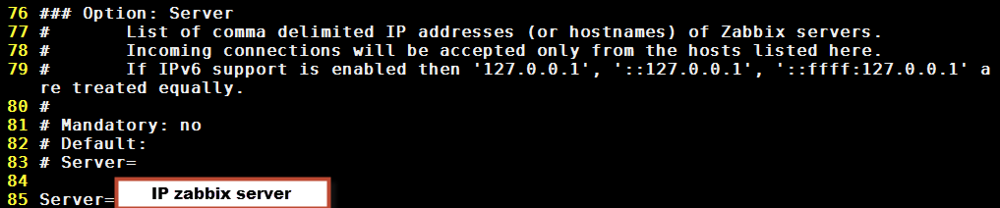 76 ### Option: Server
77 #       List of comma delimited IP addresses (or hostnames) of Zabbix servers.
78 #       Incoming connections will be accepted only from the hosts listed here.
79 #       If IPv6 support is enabled then '127.0.0.1', '::127.0.0.1', '::ffff:127.0.0.1' a
re treated equally.
80 #
81 # Mandatory: no
82 # Default:
83 # Server=
84
85 Server= IP zabbix server